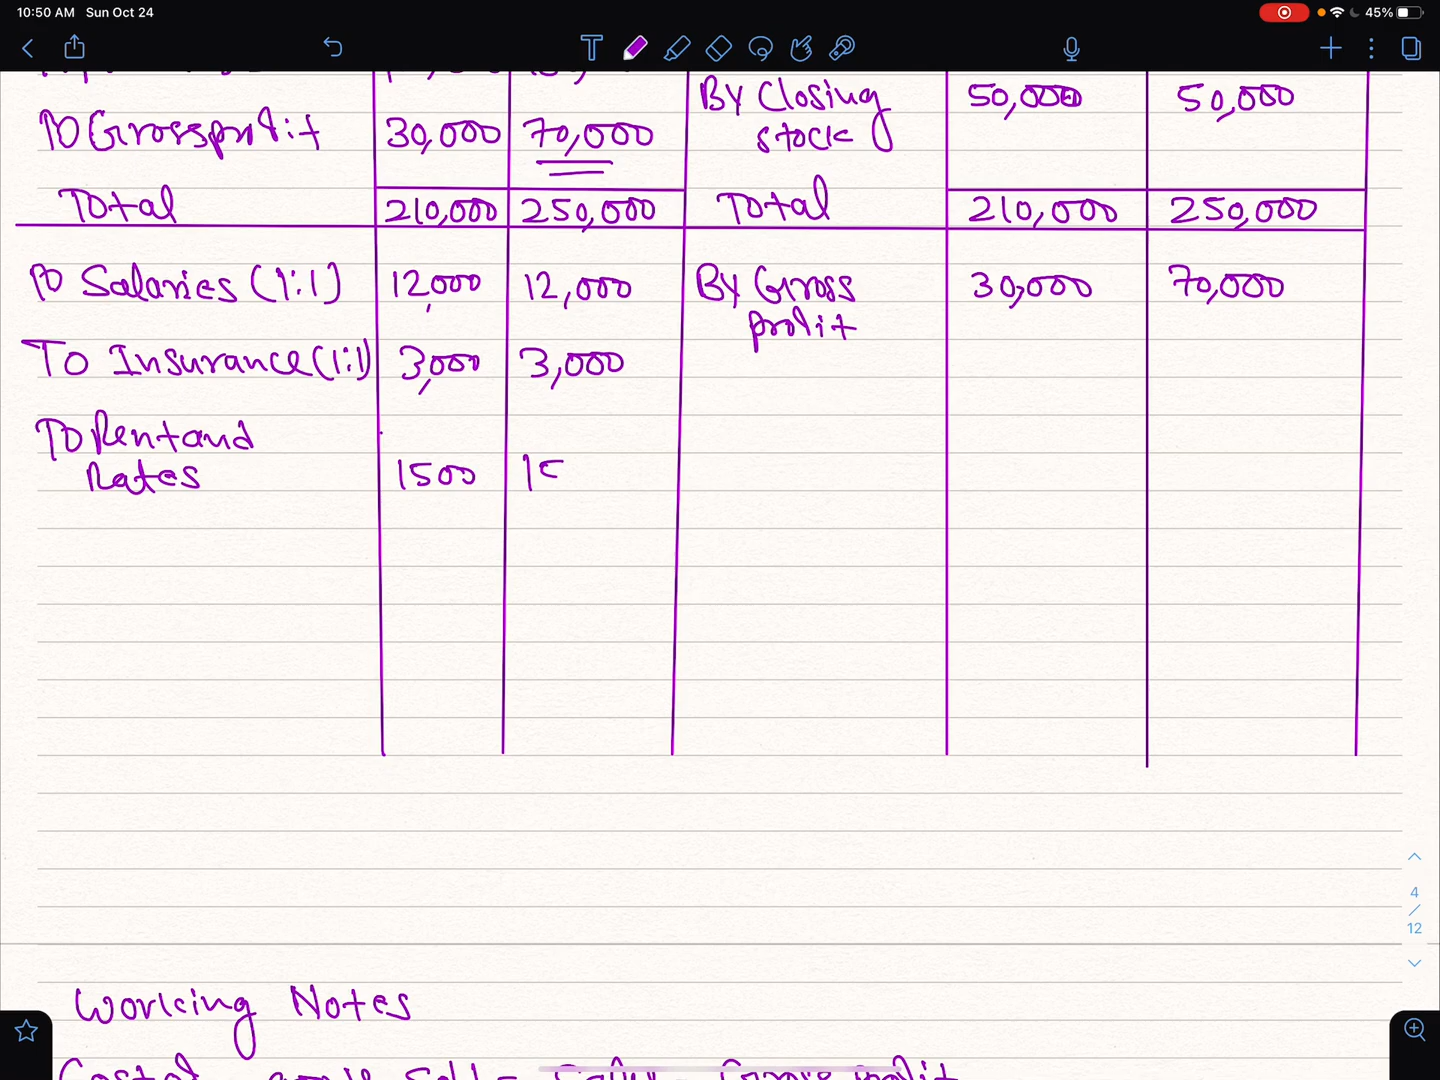 10:50 AM Sun Oct 24
45%
By Closing 50,000 50,000
To Gross profit 30,000 70,000 stock
Total 210,000 250,000 Total 210,000 250,000
To Salaries (1:1) 12,000 12,000 By Gross 30,000 70,000
profit
To Insurance (1:1) 3,000 3,000
To Rent and
Rates 1500 15
4
/
12
Working Notes